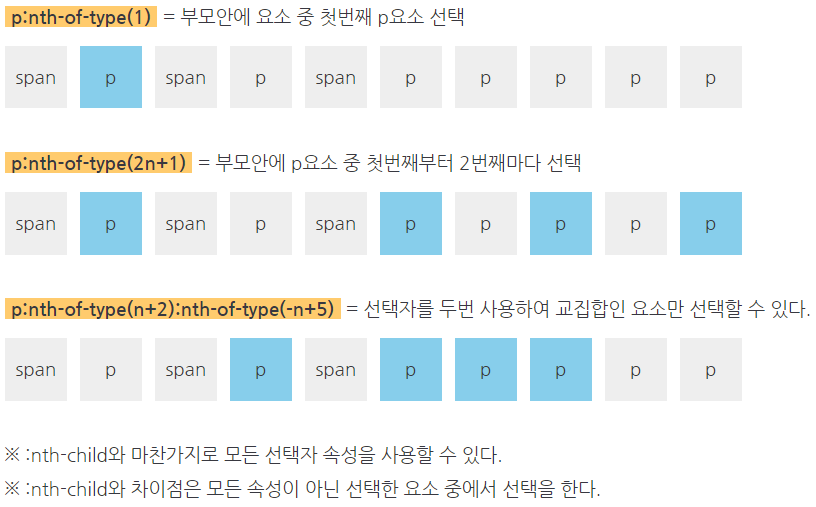 p:nth-of-type(1) = 부모안에 요소 중 첫번째 p요소 선택
span p span p span p p p p p
p:nth-of-type(2n+1) = 부모안에 p요소 중 첫번째부터 2번째마다 선택
span p span p span p p p p p
p:nth-of-type(n+2):nth-of-type(-n+5) = 선택자를 두번 사용하여 교집합인 요소만 선택할 수 있다.
span p span p span p p p p p
※ :nth-child와 마찬가지로 모든 선택자 속성을 사용할 수 있다.
※ :nth-child와 차이점은 모든 속성이 아닌 선택한 요소 중에서 선택을 한다.